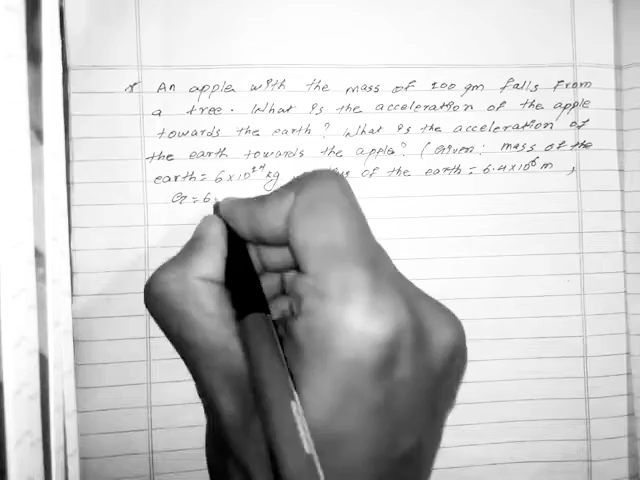 * An apple with the mass of 100 gm falls from
a tree. What is the acceleration of the apple
towards the earth? What is the acceleration of
the earth towards the apple? (Given: mass of the
earth = 6 x 10²⁴ kg of the earth = 6.4 x 10⁶ m ,
G = 6.